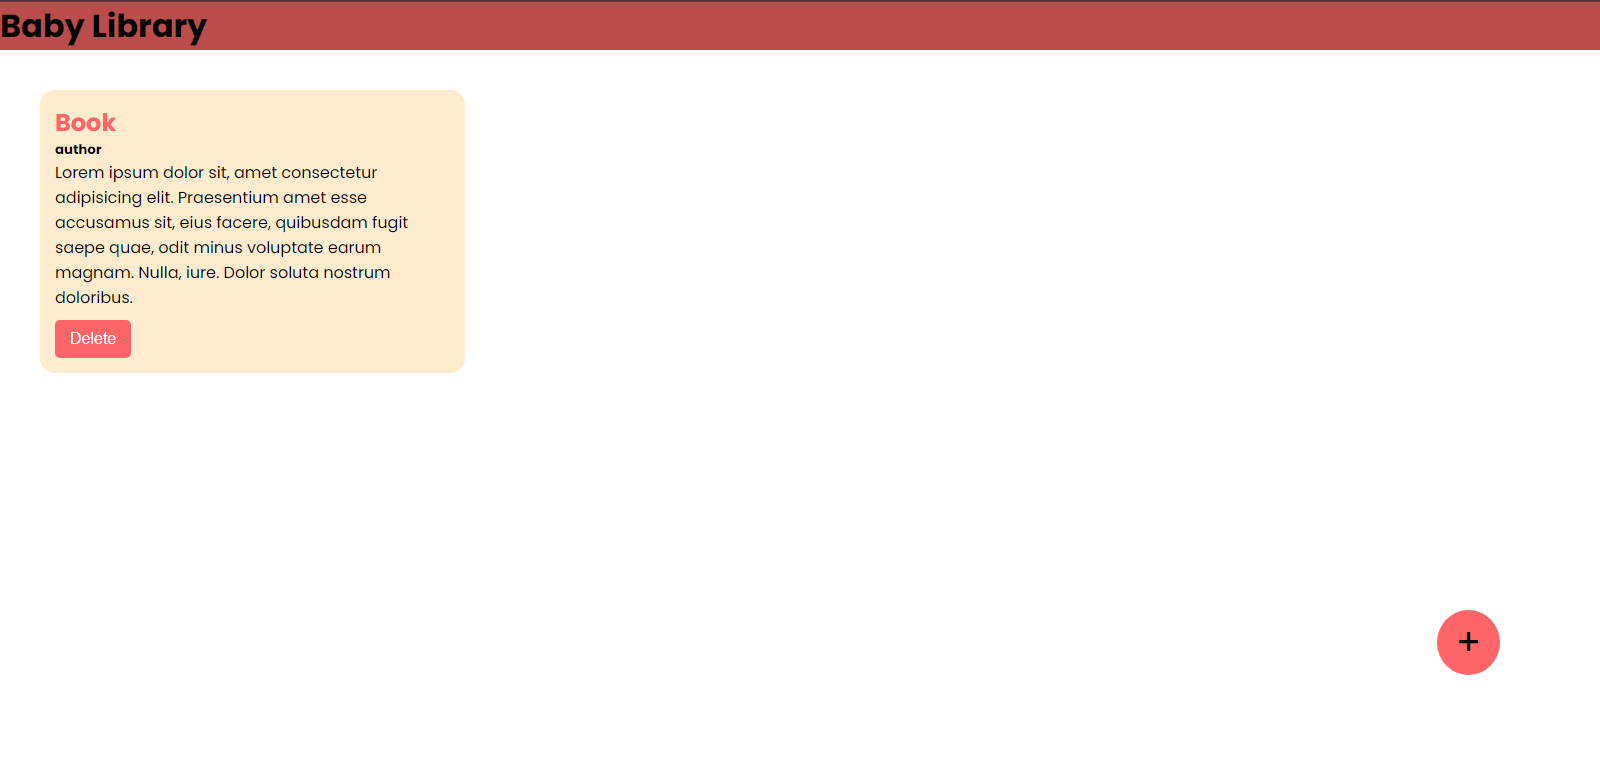 Baby Library
Book
author
Lorem ipsum dolor sit, amet consectetur
adipisicing elit. Praesentium amet esse
accusamus sit, eius facere, quibusdam fugit
saepe quae, odit minus voluptate earum
magnam. Nulla, iure. Dolor soluta nostrum
doloribus.
Delete
+